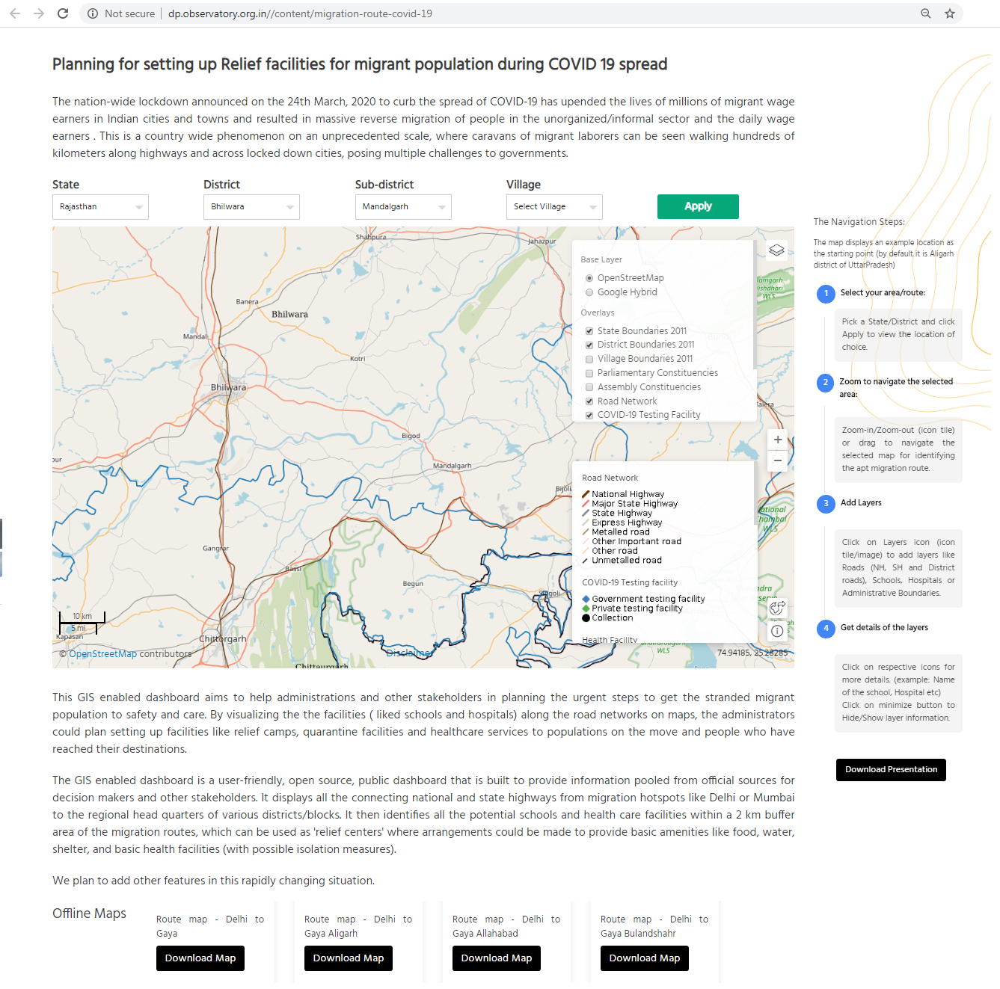 Not secure | dp.observatory.org.in//content/migration-route-covid-19
Planning for setting up Relief facilities for migrant population during COVID 19 spread
The nation-wide lockdown announced on the 24th March, 2020 to curb the spread of COVID-19 has upended the lives of millions of migrant wage
earners in Indian cities and towns and resulted in massive reverse migration of people in the unorganized/informal sector and the daily wage
earners . This is a country wide phenomenon on an unprecedented scale, where caravans of migrant laborers can be seen walking hundreds of
kilometers along highways and across locked down cities, posing multiple challenges to governments.
State District Sub-district Village
Rajasthan Bhilwara Mandalgarh Select Village Apply
Shahpura
Jahazpur
Banera
Bhilwara
Mandal
Kotri
Bhilwara
Bigod
Mandalgarh
Gangrar
Bassi
Begun
Singoli
10 km
5 mi
Kapasan
Chittorgarh
Chittaurgarh
© OpenStreetMap contributors
Disclaimer
WLS
74.94185, 25.28285
Base Layer
OpenStreetMap
Google Hybrid
Overlays
State Boundaries 2011
District Boundaries 2011
Village Boundaries 2011
Parliamentary Constituencies
Assembly Constituencies
Road Network
COVID-19 Testing Facility
WLS
+
−
Road Network
National Highway
Major State Highway
State Highway
Express Highway
Metalled road
Other Important road
Other road
Unmetalled road
COVID-19 Testing facility
Government testing facility
Private testing facility
Collection
Health Facility
WLS
The Navigation Steps:
The map displays an example location as
the starting point (by default it is Aligarh
district of UttarPradesh)
1 Select your area/route:
Pick a State/District and click
Apply to view the location of
choice.
2 Zoom to navigate the selected
area:
Zoom-in/Zoom-out (icon tile)
or drag to navigate the
selected map for identifying
the apt migration route.
3 Add Layers
Click on Layers icon (icon
tile/image) to add layers like
Roads (NH, SH and District
roads), Schools, Hospitals or
Administrative Boundaries.
4 Get details of the layers
Click on respective icons for
more details. (example: Name
of the school, Hospital etc)
Click on minimize button to
Hide/Show layer information.
Download Presentation
This GIS enabled dashboard aims to help administrations and other stakeholders in planning the urgent steps to get the stranded migrant
population to safety and care. By visualizing the the facilities ( liked schools and hospitals) along the road networks on maps, the administrators
could plan setting up facilities like relief camps, quarantine facilities and healthcare services to populations on the move and people who have
reached their destinations.
The GIS enabled dashboard is a user-friendly, open source, public dashboard that is built to provide information pooled from official sources for
decision makers and other stakeholders. It displays all the connecting national and state highways from migration hotspots like Delhi or Mumbai
to the regional head quarters of various districts/blocks. It then identifies all the potential schools and health care facilities within a 2 km buffer
area of the migration routes, which can be used as 'relief centers' where arrangements could be made to provide basic amenities like food, water,
shelter, and basic health facilities (with possible isolation measures).
We plan to add other features in this rapidly changing situation.
Offline Maps
Route map - Delhi to
Gaya
Download Map
Route map - Delhi to
Gaya Aligarh
Download Map
Route map - Delhi to
Gaya Allahabad
Download Map
Route map - Delhi to
Gaya Bulandshahr
Download Map